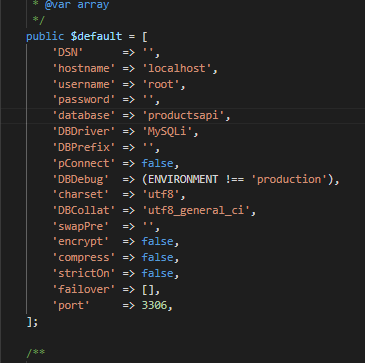 * @var array
*/
public $default = [
'DSN' => '',
'hostname' => 'localhost',
'username' => 'root',
'password' => '',
'database' => 'productsapi',
'DBDriver' => 'MySQLi',
'DBPrefix' => '',
'pConnect' => false,
'DBDebug' => (ENVIRONMENT !== 'production'),
'charset' => 'utf8',
'DBCollat' => 'utf8_general_ci',
'swapPre' => '',
'encrypt' => false,
'compress' => false,
'strictOn' => false,
'failover' => [],
'port' => 3306,
];
/**